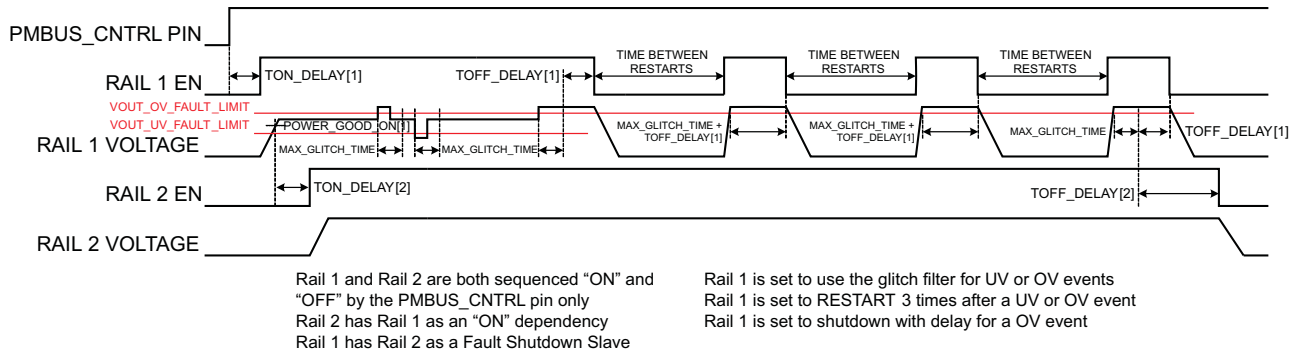 PMBUS_CNTRL PIN
TON_DELAY[1]
TOFF_DELAY[1]
TIME BETWEEN
RESTARTS
TIME BETWEEN
RESTARTS
TIME BETWEEN
RESTARTS
RAIL 1 EN
VOUT_OV_FAULT_LIMIT
VOUT_UV_FAULT_LIMIT
POWER_GOOD_ON[1]
RAIL 1 VOLTAGE
MAX_GLITCH_TIME
MAX_GLITCH_TIME
MAX_GLITCH_TIME +
TOFF_DELAY[1]
MAX_GLITCH_TIME +
TOFF_DELAY[1]
MAX_GLITCH_TIME
TOFF_DELAY[1]
RAIL 2 EN
TON_DELAY[2]
TOFF_DELAY[2]
RAIL 2 VOLTAGE
Rail 1 and Rail 2 are both sequenced “ON” and
“OFF” by the PMBUS_CNTRL pin only
Rail 2 has Rail 1 as an “ON” dependency
Rail 1 has Rail 2 as a Fault Shutdown Slave
Rail 1 is set to use the glitch filter for UV or OV events
Rail 1 is set to RESTART 3 times after a UV or OV event
Rail 1 is set to shutdown with delay for a OV event